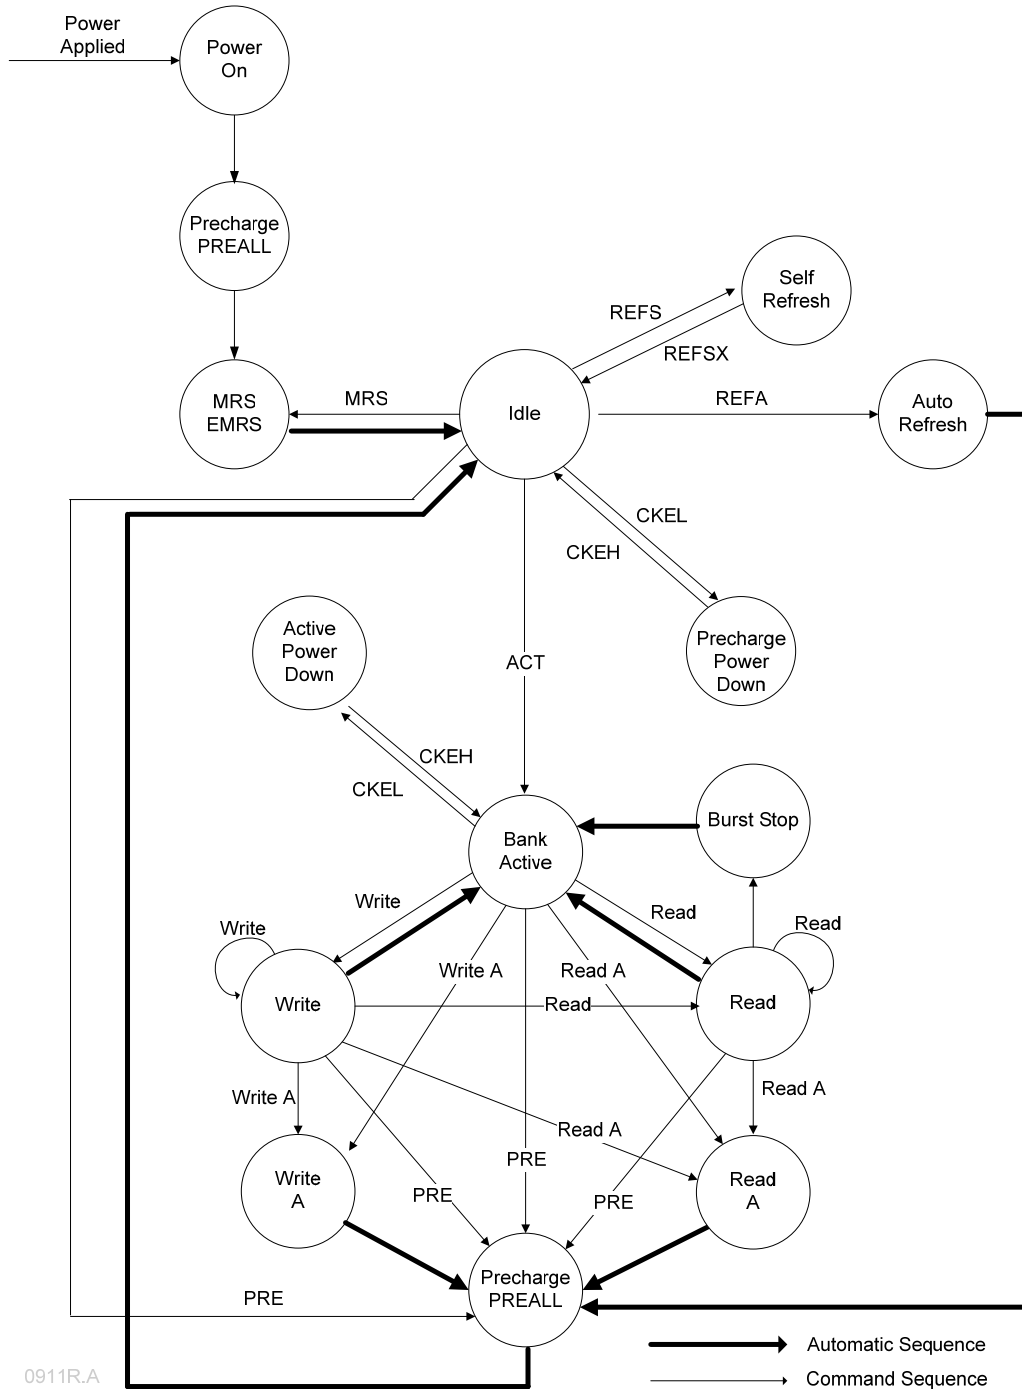 Power
Applied
Power
On
Precharge
PREALL
Self
Refresh
REFS
REFSX
MRS
EMRS
MRS
Idle
REFA
Auto
Refresh
CKEL
CKEH
Active
Power
Down
ACT
Precharge
Power
Down
CKEH
CKEL
Burst Stop
Bank
Active
Write
Read
Write
Read
Write A
Read A
Write
Read
Read
Write A
Read A
Read A
PRE
Write
A
PRE
PRE
Read
A
Precharge
PREALL
PRE
Automatic Sequence
Command Sequence
0911R.A